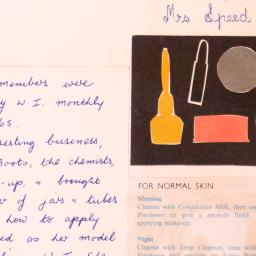 Mrs Speed
members were
W.I. monthly
esting business,
Boots, the chemists,
-up, & brought
of jars & tubes
how to apply
ed as her model
FOR NORMAL SKIN
Morning
Cleanse with Complexion Milk, then use
Freshener to give a smooth finish
applying make-up.
Night
Cleanse with Deep Cleanser, tone with